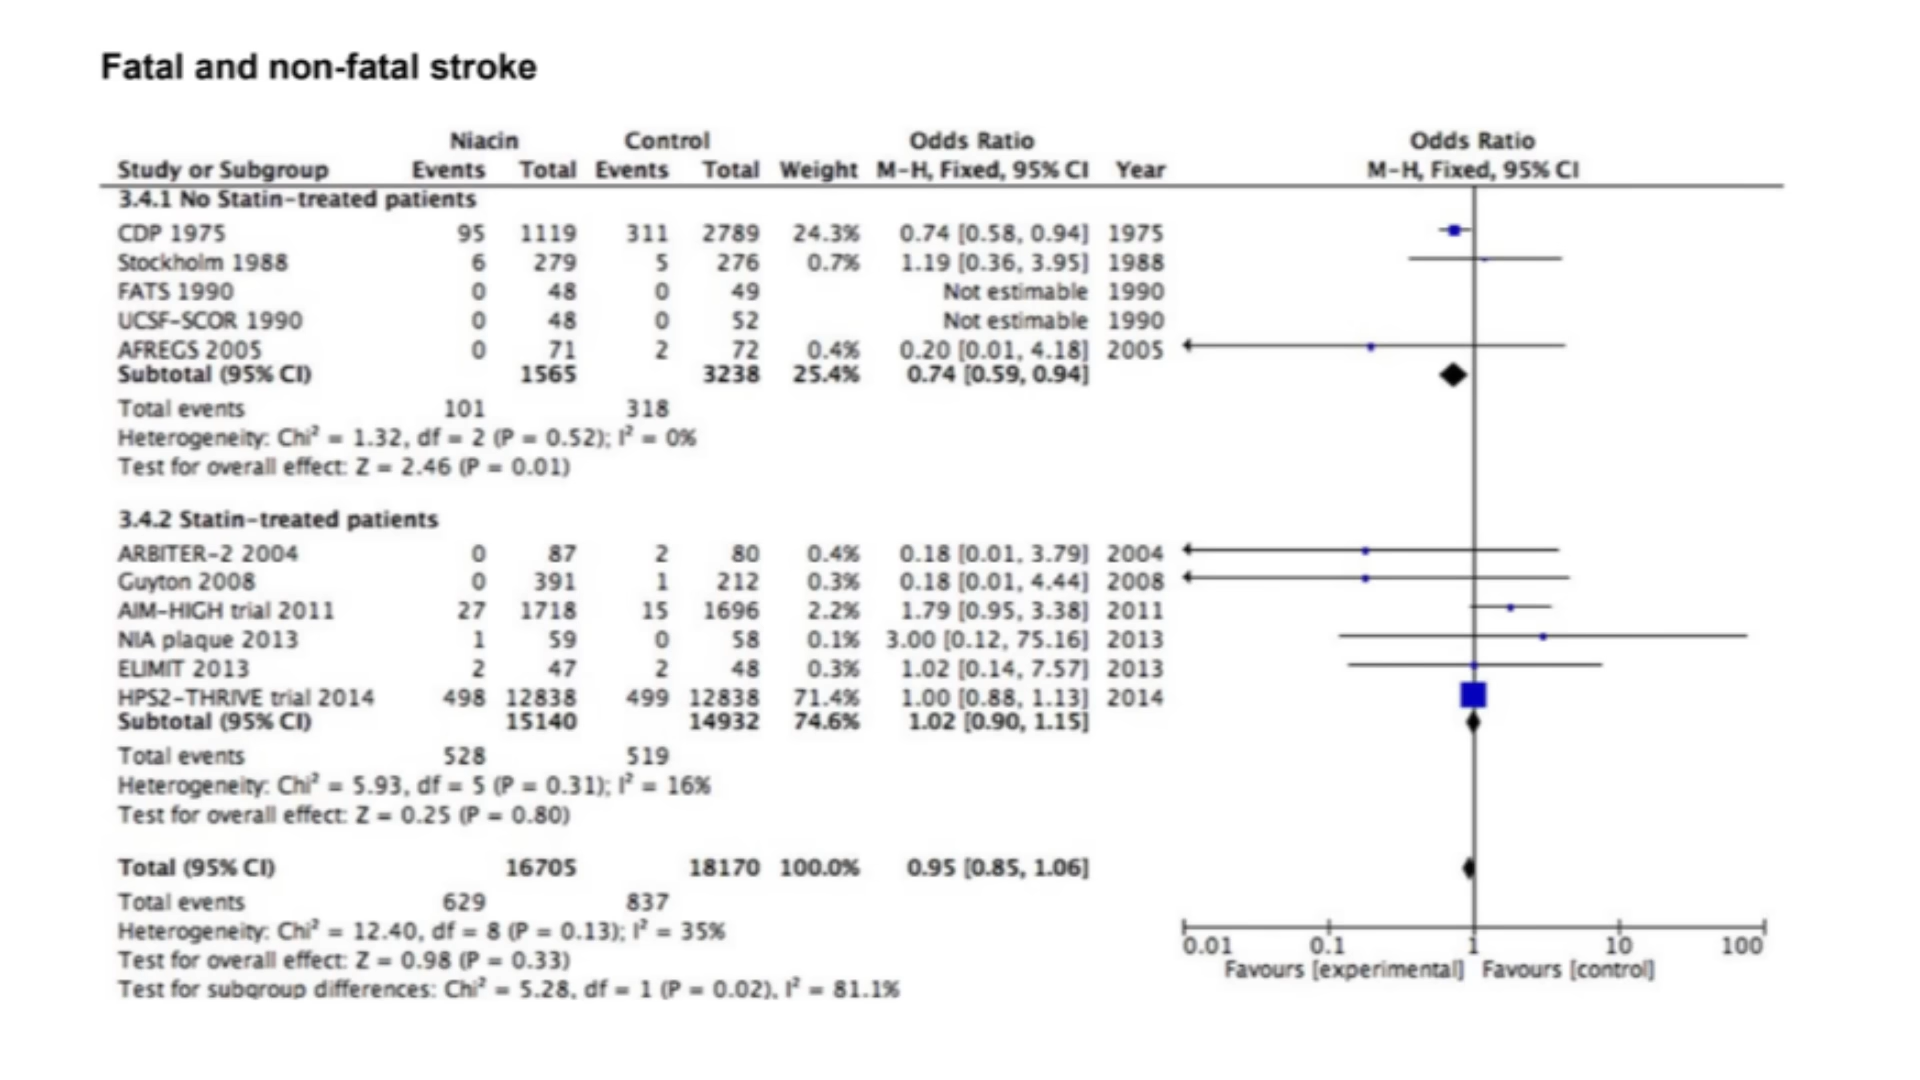 Fatal and non-fatal stroke
Niacin Control Odds Ratio Odds Ratio
Study or Subgroup Events Total Events Total Weight M-H, Fixed, 95% CI Year M-H, Fixed, 95% CI
3.4.1 No Statin-treated patients
CDP 1975 95 1119 311 2789 24.3% 0.74 [0.58, 0.94] 1975
Stockholm 1988 6 279 5 276 0.7% 1.19 [0.36, 3.95] 1988
FATS 1990 0 48 0 49 Not estimable 1990
UCSF-SCOR 1990 0 48 0 52 Not estimable 1990
AFREGS 2005 0 71 2 72 0.4% 0.20 [0.01, 4.18] 2005
Subtotal (95% CI) 1565 3238 25.4% 0.74 [0.59, 0.94]
Total events 101 318
Heterogeneity: Chi² = 1.32, df = 2 (P = 0.52); I² = 0%
Test for overall effect: Z = 2.46 (P = 0.01)
3.4.2 Statin-treated patients
ARBITER-2 2004 0 87 2 80 0.4% 0.18 [0.01, 3.79] 2004
Guyton 2008 0 391 1 212 0.3% 0.18 [0.01, 4.44] 2008
AIM-HIGH trial 2011 27 1718 15 1696 2.2% 1.79 [0.95, 3.38] 2011
NIA plaque 2013 1 59 0 58 0.1% 3.00 [0.12, 75.16] 2013
ELIMIT 2013 2 47 2 48 0.3% 1.02 [0.14, 7.57] 2013
HPS2-THRIVE trial 2014 498 12838 499 12838 71.4% 1.00 [0.88, 1.13] 2014
Subtotal (95% CI) 15140 14932 74.6% 1.02 [0.90, 1.15]
Total events 528 519
Heterogeneity: Chi² = 5.93, df = 5 (P = 0.31); I² = 16%
Test for overall effect: Z = 0.25 (P = 0.80)
Total (95% CI) 16705 18170 100.0% 0.95 [0.85, 1.06]
Total events 629 837
Heterogeneity: Chi² = 12.40, df = 8 (P = 0.13); I² = 35%
Test for overall effect: Z = 0.98 (P = 0.33)
Test for subgroup differences: Chi² = 5.28, df = 1 (P = 0.02), I² = 81.1%
0.01 0.1 1 10 100
Favours [experimental] Favours [control]